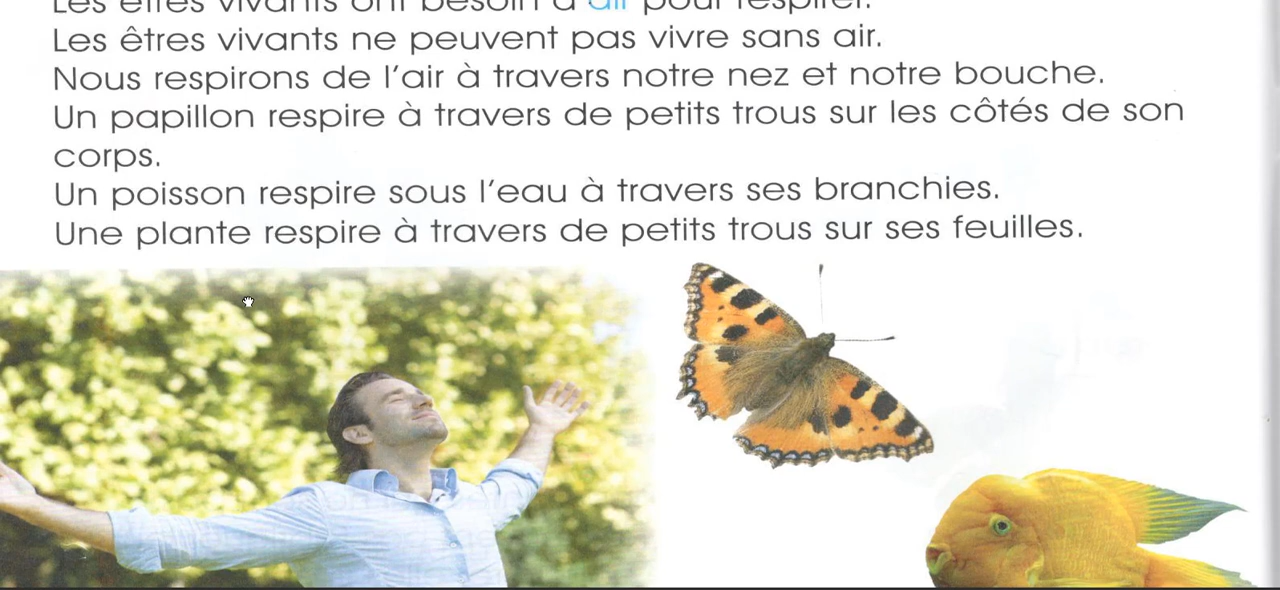 Les êtres vivants ont besoin d'air pour respirer.
Les êtres vivants ne peuvent pas vivre sans air.
Nous respirons de l'air à travers notre nez et notre bouche.
Un papillon respire à travers de petits trous sur les côtés de son
corps.
Un poisson respire sous l'eau à travers ses branchies.
Une plante respire à travers de petits trous sur ses feuilles.